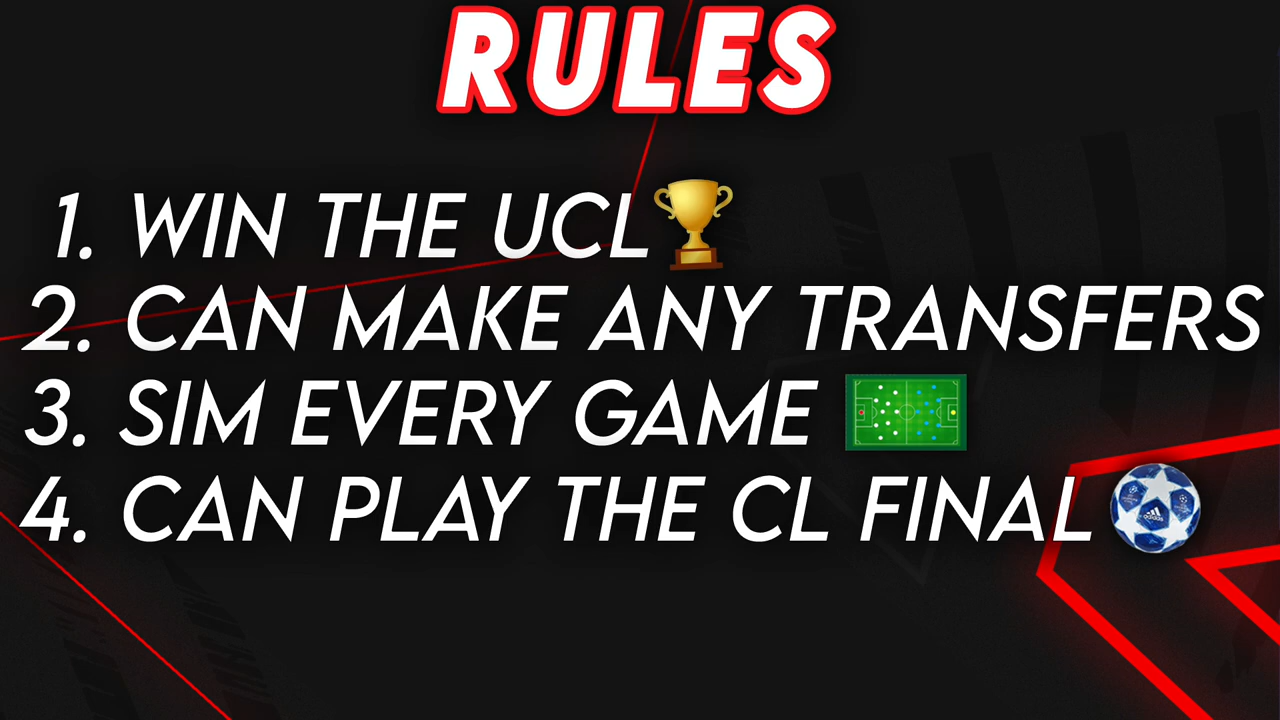 RULES
1. WIN THE UCL
2. CAN MAKE ANY TRANSFERS
3. SIM EVERY GAME
4. CAN PLAY THE CL FINAL
adidas